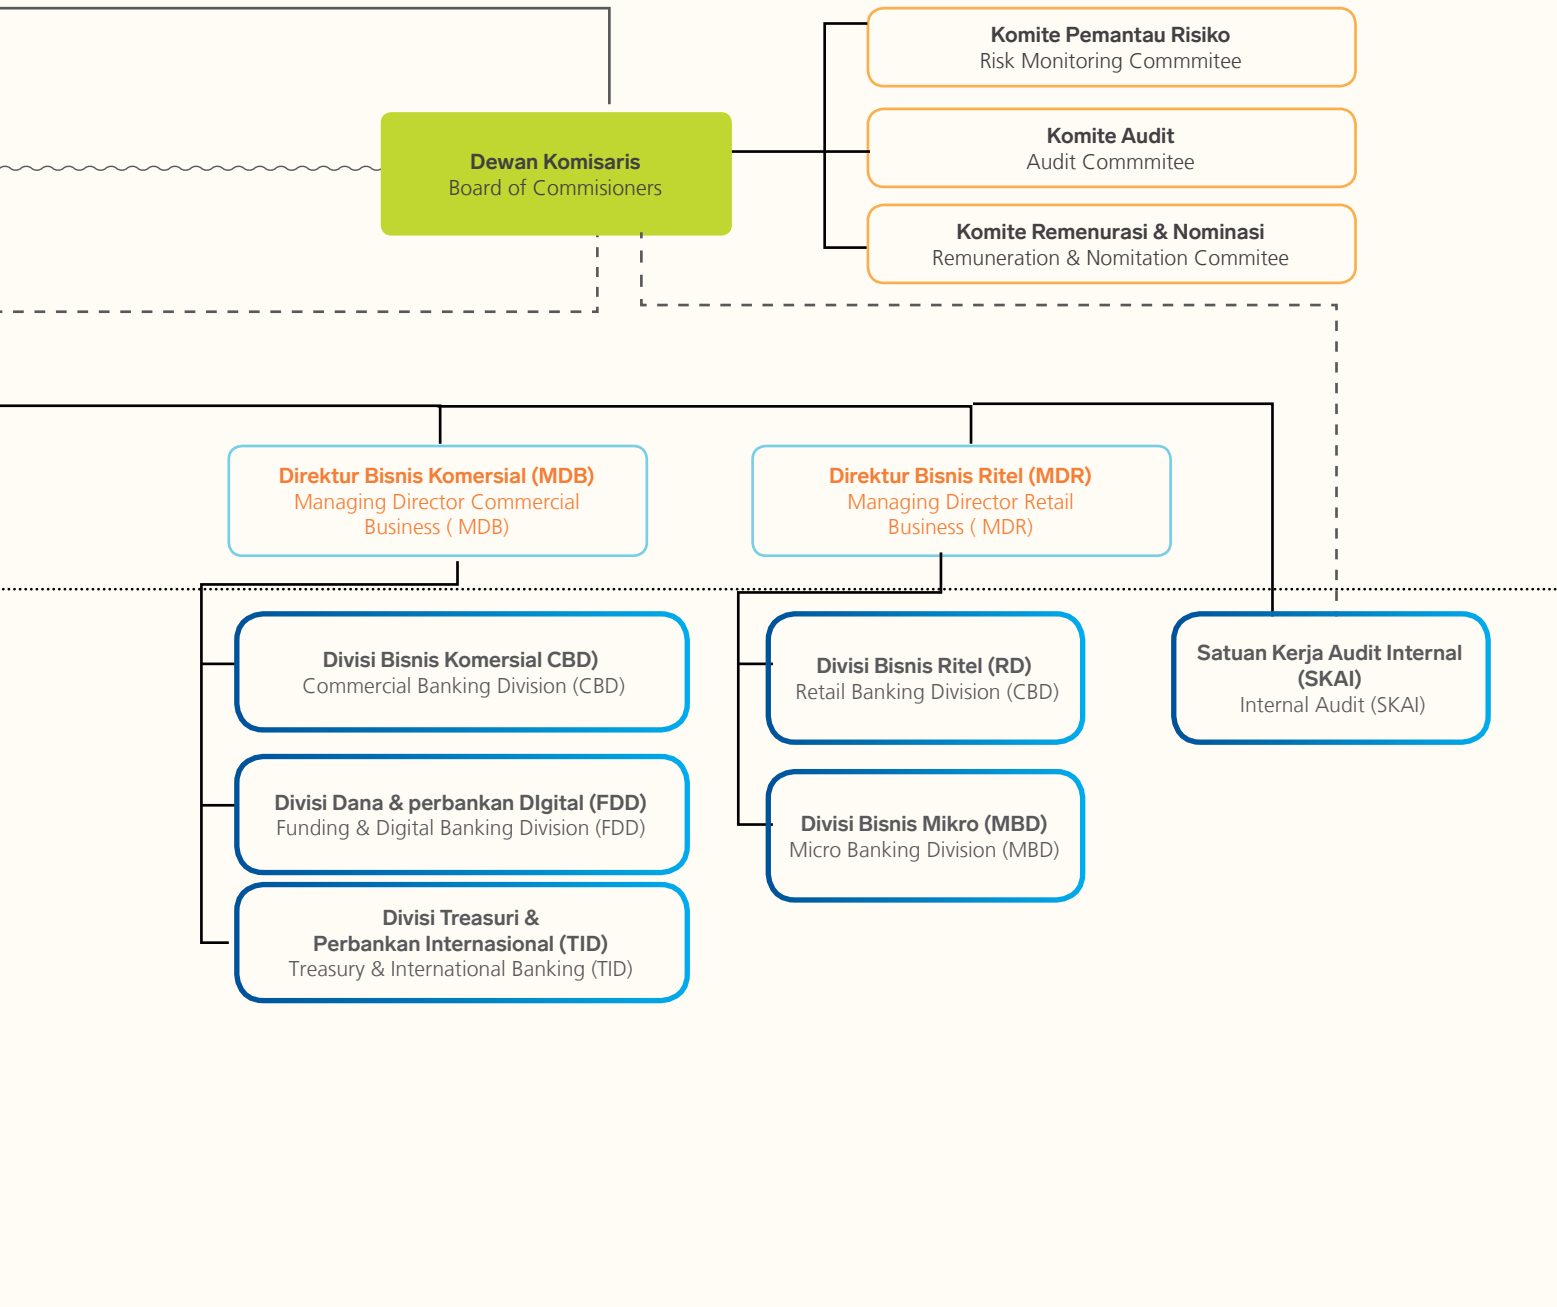 Komite Pemantau Risiko
Risk Monitoring Commmitee
Komite Audit
Audit Commmitee
Dewan Komisaris
Board of Commisioners
Komite Remenurasi & Nominasi
Remuneration & Nomitation Commitee
Direktur Bisnis Komersial (MDB)
Managing Director Commercial
Business ( MDB)
Direktur Bisnis Ritel (MDR)
Managing Director Retail
Business ( MDR)
Divisi Bisnis Komersial CBD)
Commercial Banking Division (CBD)
Divisi Dana & perbankan DIgital (FDD)
Funding & Digital Banking Division (FDD)
Divisi Treasuri &
Perbankan Internasional (TID)
Treasury & International Banking (TID)
Divisi Bisnis Ritel (RD)
Retail Banking Division (CBD)
Divisi Bisnis Mikro (MBD)
Micro Banking Division (MBD)
Satuan Kerja Audit Internal
(SKAI)
Internal Audit (SKAI)